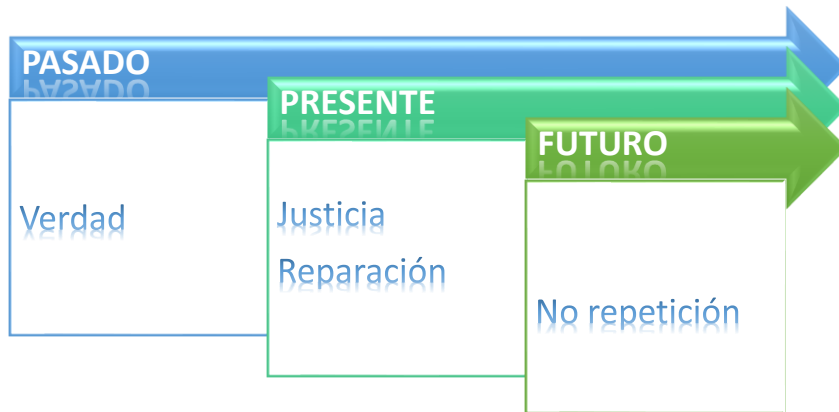 PASADO
Verdad
PRESENTE
Justicia
Reparación
FUTURO
No repetición